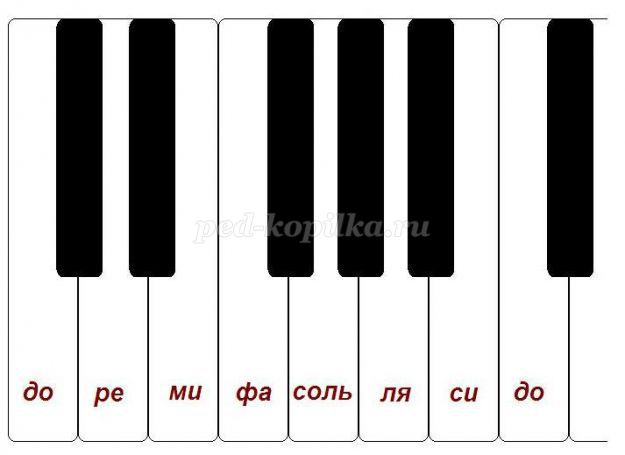 ped-kopilka.ru
до ре ми фа соль ля си до